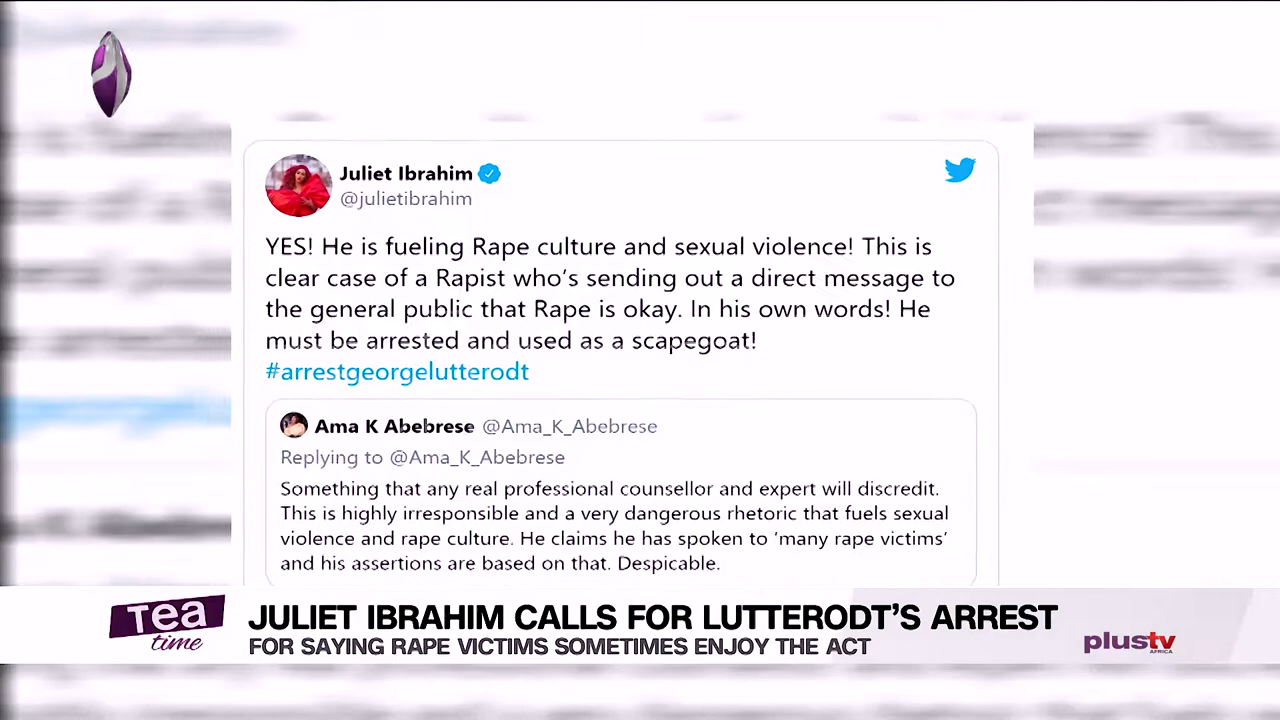 Juliet Ibrahim
@julietibrahim
YES! He is fueling Rape culture and sexual violence! This is
clear case of a Rapist who's sending out a direct message to
the general public that Rape is okay. In his own words! He
must be arrested and used as a scapegoat!
#arrestgeorgelutterodt
Ama K Abebrese @Ama_K_Abebrese
Replying to @Ama_K_Abebrese
Something that any real professional counsellor and expert will discredit.
This is highly irresponsible and a very dangerous rhetoric that fuels sexual
violence and rape culture. He claims he has spoken to 'many rape victims'
and his assertions are based on that. Despicable.
Tea
time
JULIET IBRAHIM CALLS FOR LUTTERODT'S ARREST
FOR SAYING RAPE VICTIMS SOMETIMES ENJOY THE ACT
plustv
AFRICA